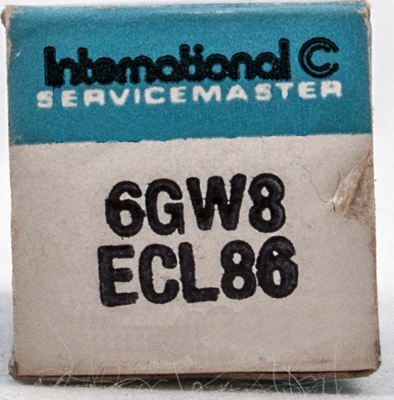 International C
SERVICEMASTER
6GW8
ECL86